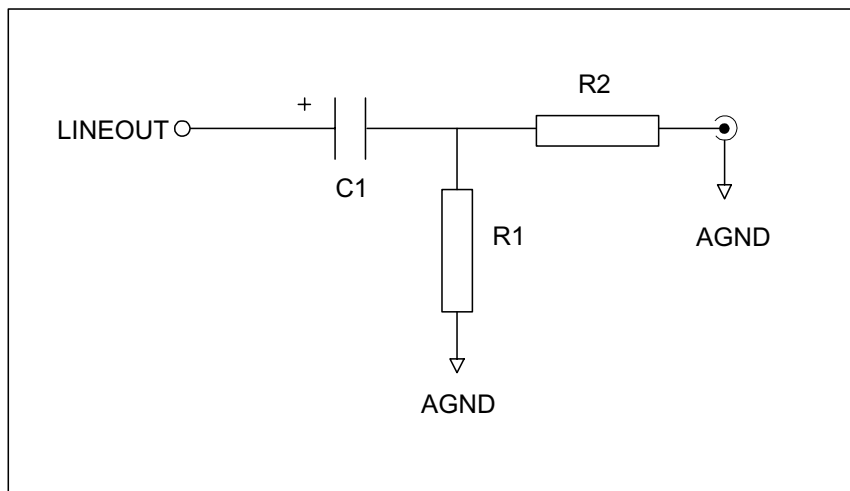 R2
+
LINEOUT
C1
R1
AGND
AGND